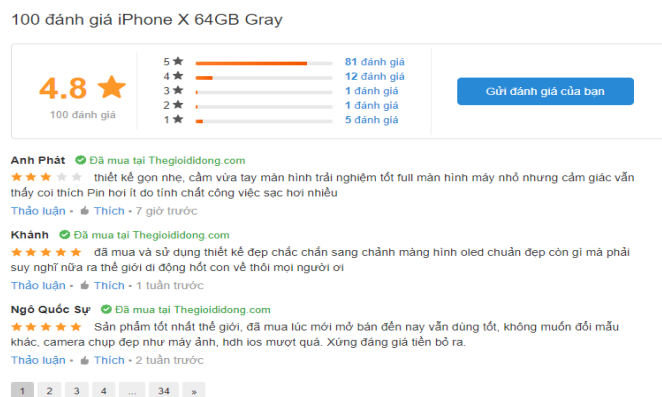 100 đánh giá iPhone X 64GB Gray
4.8
100 đánh giá
5 81 đánh giá
4 12 đánh giá
3 1 đánh giá
2 1 đánh giá
1 5 đánh giá
Gửi đánh giá của bạn
Anh Phát Đã mua tại Thegioididong.com
thiết kế gọn nhẹ, cầm vừa tay màn hình trải nghiệm tốt full màn hình máy nhỏ nhưng cảm giác vẫn
thấy coi thích Pin hơi ít do tính chất công việc sạc hơi nhiều
Thảo luận • Thích • 7 giờ trước
Khánh Đã mua tại Thegioididong.com
đã mua và sử dụng thiết kế đẹp chắc chắn sang chảnh màng hình oled chuẩn đẹp còn gì mà phải
suy nghĩ nữa ra thế giới di động hốt con về thôi mọi người ơi
Thảo luận • Thích • 1 tuần trước
Ngô Quốc Sự Đã mua tại Thegioididong.com
Sản phẩm tốt nhất thế giới, đã mua lúc mới mở bán đến nay vẫn dùng tốt, không muốn đổi mẫu
khác, camera chụp đẹp như máy ảnh, hdh ios mượt quá. Xứng đáng giá tiền bỏ ra.
Thảo luận • Thích • 2 tuần trước
1 2 3 4 ... 34 »